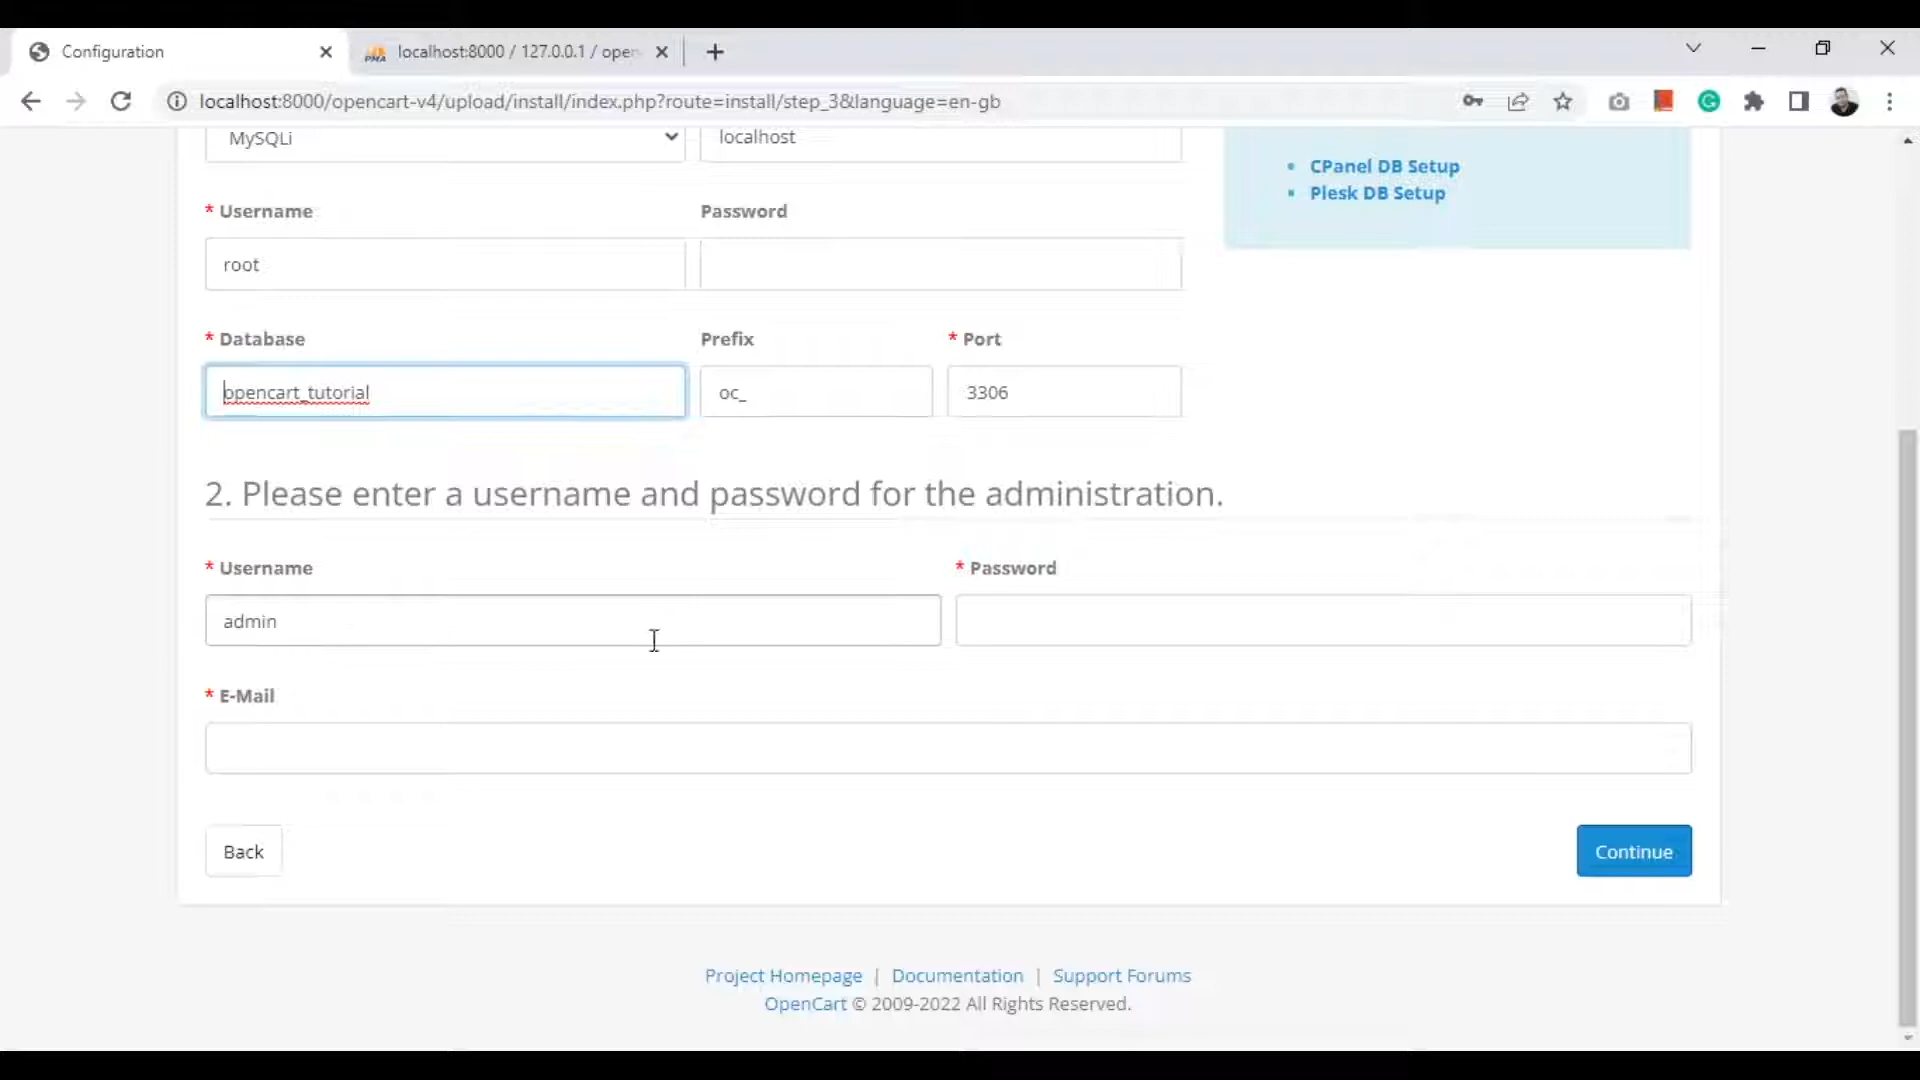 Configuration
PMA localhost:8000 / 127.0.0.1 / open
localhost:8000/opencart-v4/upload/install/index.php?route=install/step_3&language=en-gb
MySQLi localhost
CPanel DB Setup
Plesk DB Setup
* Username Password
root
* Database Prefix * Port
opencart_tutorial oc_ 3306
2. Please enter a username and password for the administration.
* Username * Password
admin
* E-Mail
Back Continue
Project Homepage | Documentation | Support Forums
OpenCart © 2009-2022 All Rights Reserved.